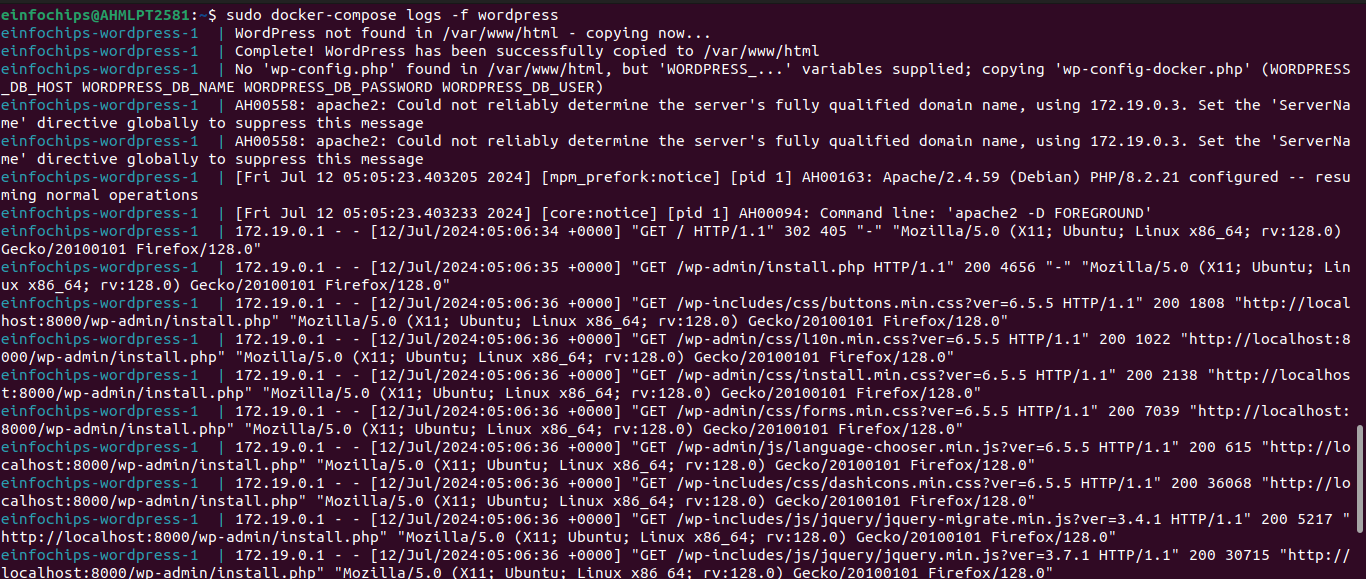 einfochips@AHMLPT2581:~$ sudo docker-compose logs -f wordpress
einfochips-wordpress-1  | WordPress not found in /var/www/html - copying now...
einfochips-wordpress-1  | Complete! WordPress has been successfully copied to /var/www/html
einfochips-wordpress-1  | No 'wp-config.php' found in /var/www/html, but 'WORDPRESS_...' variables supplied; copying 'wp-config-docker.php' (WORDPRESS
_DB_HOST WORDPRESS_DB_NAME WORDPRESS_DB_PASSWORD WORDPRESS_DB_USER)
einfochips-wordpress-1  | AH00558: apache2: Could not reliably determine the server's fully qualified domain name, using 172.19.0.3. Set the 'ServerNa
me' directive globally to suppress this message
einfochips-wordpress-1  | AH00558: apache2: Could not reliably determine the server's fully qualified domain name, using 172.19.0.3. Set the 'ServerNa
me' directive globally to suppress this message
einfochips-wordpress-1  | [Fri Jul 12 05:05:23.403205 2024] [mpm_prefork:notice] [pid 1] AH00163: Apache/2.4.59 (Debian) PHP/8.2.21 configured -- resu
ming normal operations
einfochips-wordpress-1  | [Fri Jul 12 05:05:23.403233 2024] [core:notice] [pid 1] AH00094: Command line: 'apache2 -D FOREGROUND'
einfochips-wordpress-1  | 172.19.0.1 - - [12/Jul/2024:05:06:34 +0000] "GET / HTTP/1.1" 302 405 "-" "Mozilla/5.0 (X11; Ubuntu; Linux x86_64; rv:128.0)
Gecko/20100101 Firefox/128.0"
einfochips-wordpress-1  | 172.19.0.1 - - [12/Jul/2024:05:06:35 +0000] "GET /wp-admin/install.php HTTP/1.1" 200 4656 "-" "Mozilla/5.0 (X11; Ubuntu; Lin
ux x86_64; rv:128.0) Gecko/20100101 Firefox/128.0"
einfochips-wordpress-1  | 172.19.0.1 - - [12/Jul/2024:05:06:36 +0000] "GET /wp-includes/css/buttons.min.css?ver=6.5.5 HTTP/1.1" 200 1808 "http://local
host:8000/wp-admin/install.php" "Mozilla/5.0 (X11; Ubuntu; Linux x86_64; rv:128.0) Gecko/20100101 Firefox/128.0"
einfochips-wordpress-1  | 172.19.0.1 - - [12/Jul/2024:05:06:36 +0000] "GET /wp-admin/css/l10n.min.css?ver=6.5.5 HTTP/1.1" 200 1022 "http://localhost:8
000/wp-admin/install.php" "Mozilla/5.0 (X11; Ubuntu; Linux x86_64; rv:128.0) Gecko/20100101 Firefox/128.0"
einfochips-wordpress-1  | 172.19.0.1 - - [12/Jul/2024:05:06:36 +0000] "GET /wp-admin/css/install.min.css?ver=6.5.5 HTTP/1.1" 200 2138 "http://localhos
t:8000/wp-admin/install.php" "Mozilla/5.0 (X11; Ubuntu; Linux x86_64; rv:128.0) Gecko/20100101 Firefox/128.0"
einfochips-wordpress-1  | 172.19.0.1 - - [12/Jul/2024:05:06:36 +0000] "GET /wp-admin/css/forms.min.css?ver=6.5.5 HTTP/1.1" 200 7039 "http://localhost:
8000/wp-admin/install.php" "Mozilla/5.0 (X11; Ubuntu; Linux x86_64; rv:128.0) Gecko/20100101 Firefox/128.0"
einfochips-wordpress-1  | 172.19.0.1 - - [12/Jul/2024:05:06:36 +0000] "GET /wp-admin/js/language-chooser.min.js?ver=6.5.5 HTTP/1.1" 200 615 "http://lo
calhost:8000/wp-admin/install.php" "Mozilla/5.0 (X11; Ubuntu; Linux x86_64; rv:128.0) Gecko/20100101 Firefox/128.0"
einfochips-wordpress-1  | 172.19.0.1 - - [12/Jul/2024:05:06:36 +0000] "GET /wp-includes/css/dashicons.min.css?ver=6.5.5 HTTP/1.1" 200 36068 "http://lo
calhost:8000/wp-admin/install.php" "Mozilla/5.0 (X11; Ubuntu; Linux x86_64; rv:128.0) Gecko/20100101 Firefox/128.0"
einfochips-wordpress-1  | 172.19.0.1 - - [12/Jul/2024:05:06:36 +0000] "GET /wp-includes/js/jquery/jquery-migrate.min.js?ver=3.4.1 HTTP/1.1" 200 5217 "
http://localhost:8000/wp-admin/install.php" "Mozilla/5.0 (X11; Ubuntu; Linux x86_64; rv:128.0) Gecko/20100101 Firefox/128.0"
einfochips-wordpress-1  | 172.19.0.1 - - [12/Jul/2024:05:06:36 +0000] "GET /wp-includes/js/jquery/jquery.min.js?ver=3.7.1 HTTP/1.1" 200 30715 "http://
localhost:8000/wp-admin/install.php" "Mozilla/5.0 (X11; Ubuntu; Linux x86_64; rv:128.0) Gecko/20100101 Firefox/128.0"